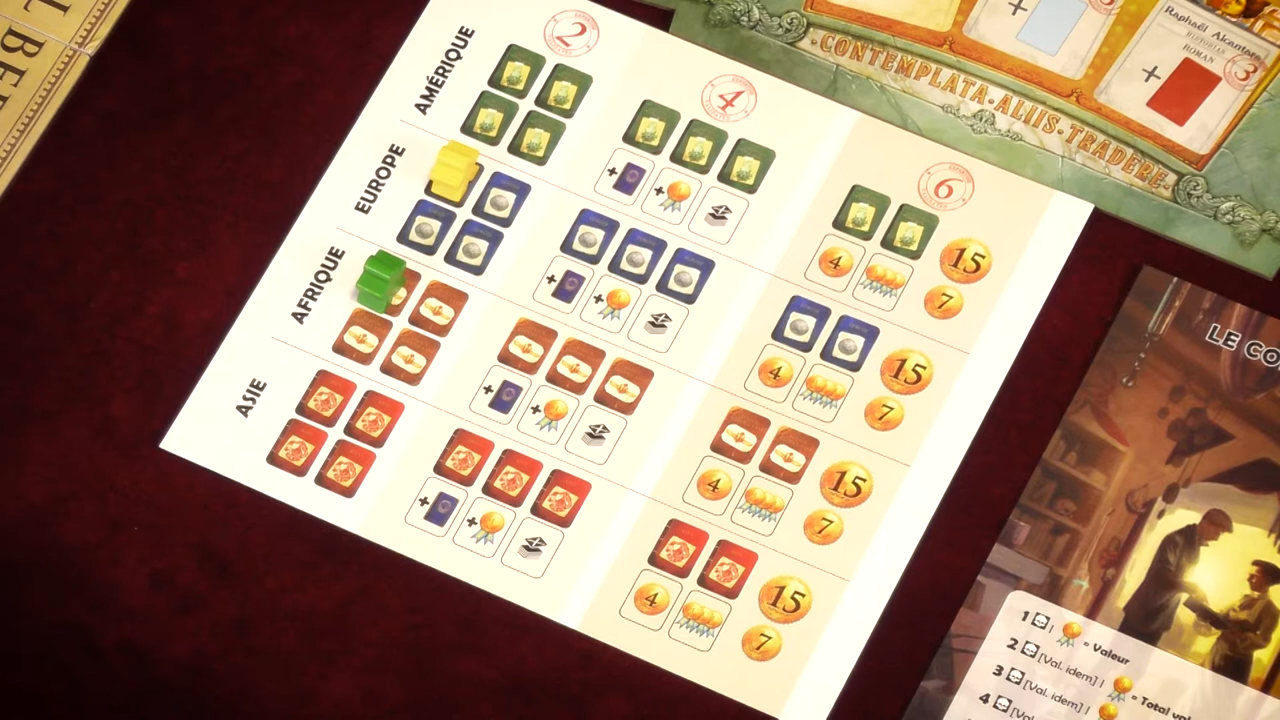 AMÉRIQUE
2
4
6
15
4
7
EUROPE
15
4
7
AFRIQUE
15
4
7
ASIE
15
4
7
Raphaël Alcantara
HISTORIAE
ROMAN
3
CONTEMPLATA·ALIIS·TRADERE
LE CO
1 = Valeur
2 [Val. idem]
3 [Val. idem] = Total
4